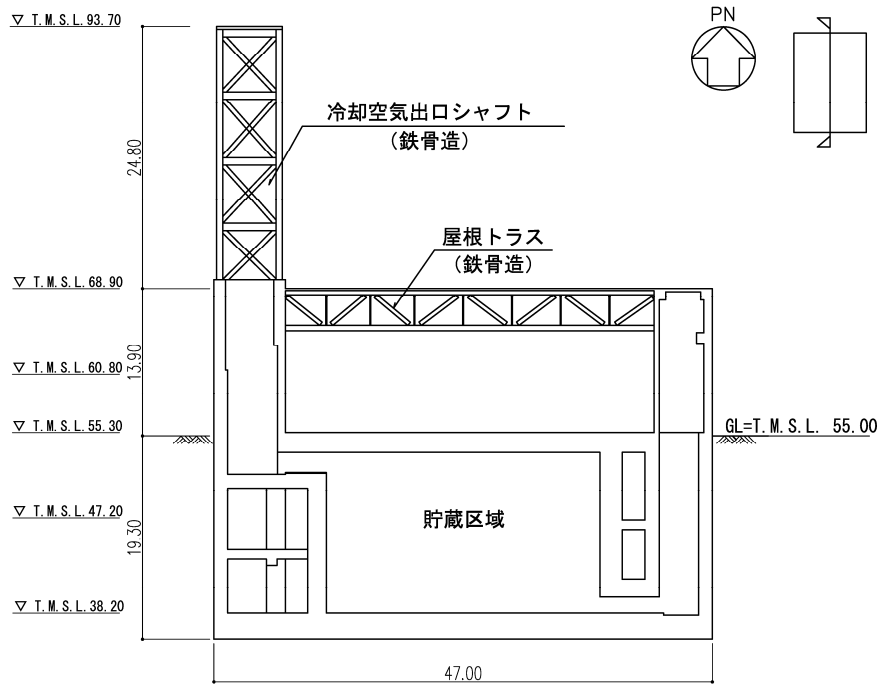 ▽ T.M.S.L.93.70
PN
冷却空気出口シャフト
(鉄骨造)
24.80
屋根トラス
(鉄骨造)
▽ T.M.S.L.68.90
13.90
▽ T.M.S.L.60.80
▽ T.M.S.L.55.30
GL=T.M.S.L. 55.00
▽ T.M.S.L.47.20
貯蔵区域
19.30
▽ T.M.S.L.38.20
47.00